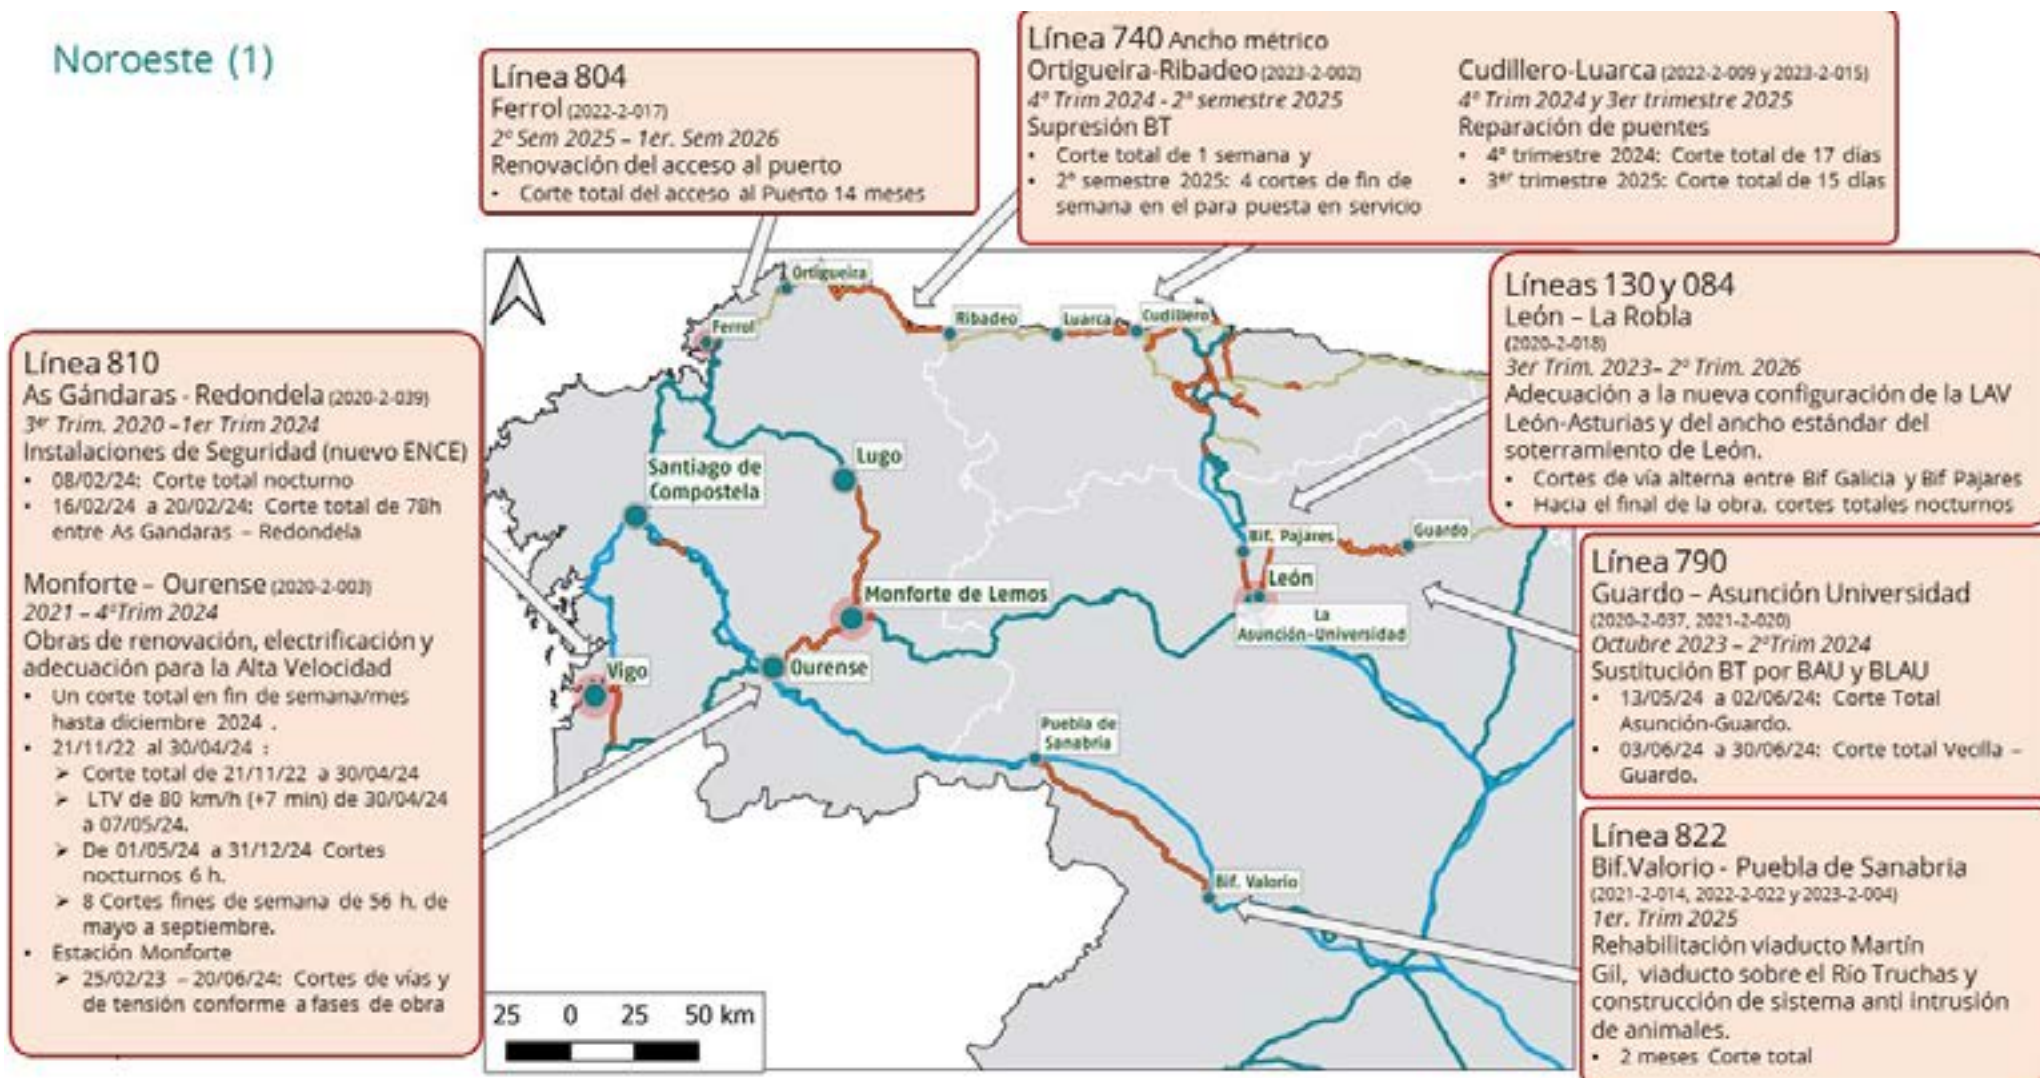 Noroeste (1)
Línea 804
Ferrol (2022-2-017)
2º Sem 2025 – 1er. Sem 2026
Renovación del acceso al puerto
• Corte total del acceso al Puerto 14 meses
Línea 740 Ancho métrico
Ortigueira-Ribadeo (2023-2-002)
4º Trim 2024 - 2º semestre 2025
Supresión BT
• Corte total de 1 semana y
• 2º semestre 2025: 4 cortes de fin de
semana en el para puesta en servicio
Cudillero-Luarca (2022-2-009 y 2023-2-015)
4º Trim 2024 y 3er trimestre 2025
Reparación de puentes
• 4º trimestre 2024: Corte total de 17 días
• 3er trimestre 2025: Corte total de 15 días
Líneas 130 y 084
León – La Robla
(2020-2-018)
3er Trim. 2023– 2º Trim. 2026
Adecuación a la nueva configuración de la LAV
León-Asturias y del ancho estándar del
soterramiento de León.
• Cortes de vía alterna entre Bif Galicia y Bif Pajares
• Hacia el final de la obra, cortes totales nocturnos
Línea 810
As Gándaras - Redondela (2020-2-039)
3er Trim. 2020 –1er Trim 2024
Instalaciones de Seguridad (nuevo ENCE)
• 08/02/24: Corte total nocturno
• 16/02/24 a 20/02/24: Corte total de 78h
entre As Gandaras – Redondela
Monforte – Ourense (2020-2-003)
2021 – 4ºTrim 2024
Obras de renovación, electrificación y
adecuación para la Alta Velocidad
• Un corte total en fin de semana/mes
hasta diciembre 2024 .
• 21/11/22 al 30/04/24 :
➤ Corte total de 21/11/22 a 30/04/24
➤ LTV de 80 km/h (+7 min) de 30/04/24
a 07/05/24.
➤ De 01/05/24 a 31/12/24 Cortes
nocturnos 6 h.
➤ 8 Cortes fines de semana de 56 h. de
mayo a septiembre.
• Estación Monforte
➤ 25/02/23 – 20/06/24: Cortes de vías y
de tensión conforme a fases de obra
Línea 790
Guardo – Asunción Universidad
(2020-2-037, 2021-2-020)
Octubre 2023 – 2ºTrim 2024
Sustitución BT por BAU y BLAU
• 13/05/24 a 02/06/24: Corte Total
Asunción-Guardo.
• 03/06/24 a 30/06/24: Corte total Vecilla –
Guardo.
Línea 822
Bif.Valorio - Puebla de Sanabria
(2021-2-014, 2022-2-022 y 2023-2-004)
1er. Trim 2025
Rehabilitación viaducto Martín
Gil, viaducto sobre el Río Truchas y
construcción de sistema anti intrusión
de animales.
• 2 meses Corte total
Ortigueira
Ferrol
Ribadeo
Luarca
Cudillero
Lugo
Santiago de
Compostela
Bif. Pajares
Guardo
León
La
Asunción-Universidad
Monforte de Lemos
Ourense
Vigo
Puebla de
Sanabria
Bif. Valorio
25 0 25 50 km